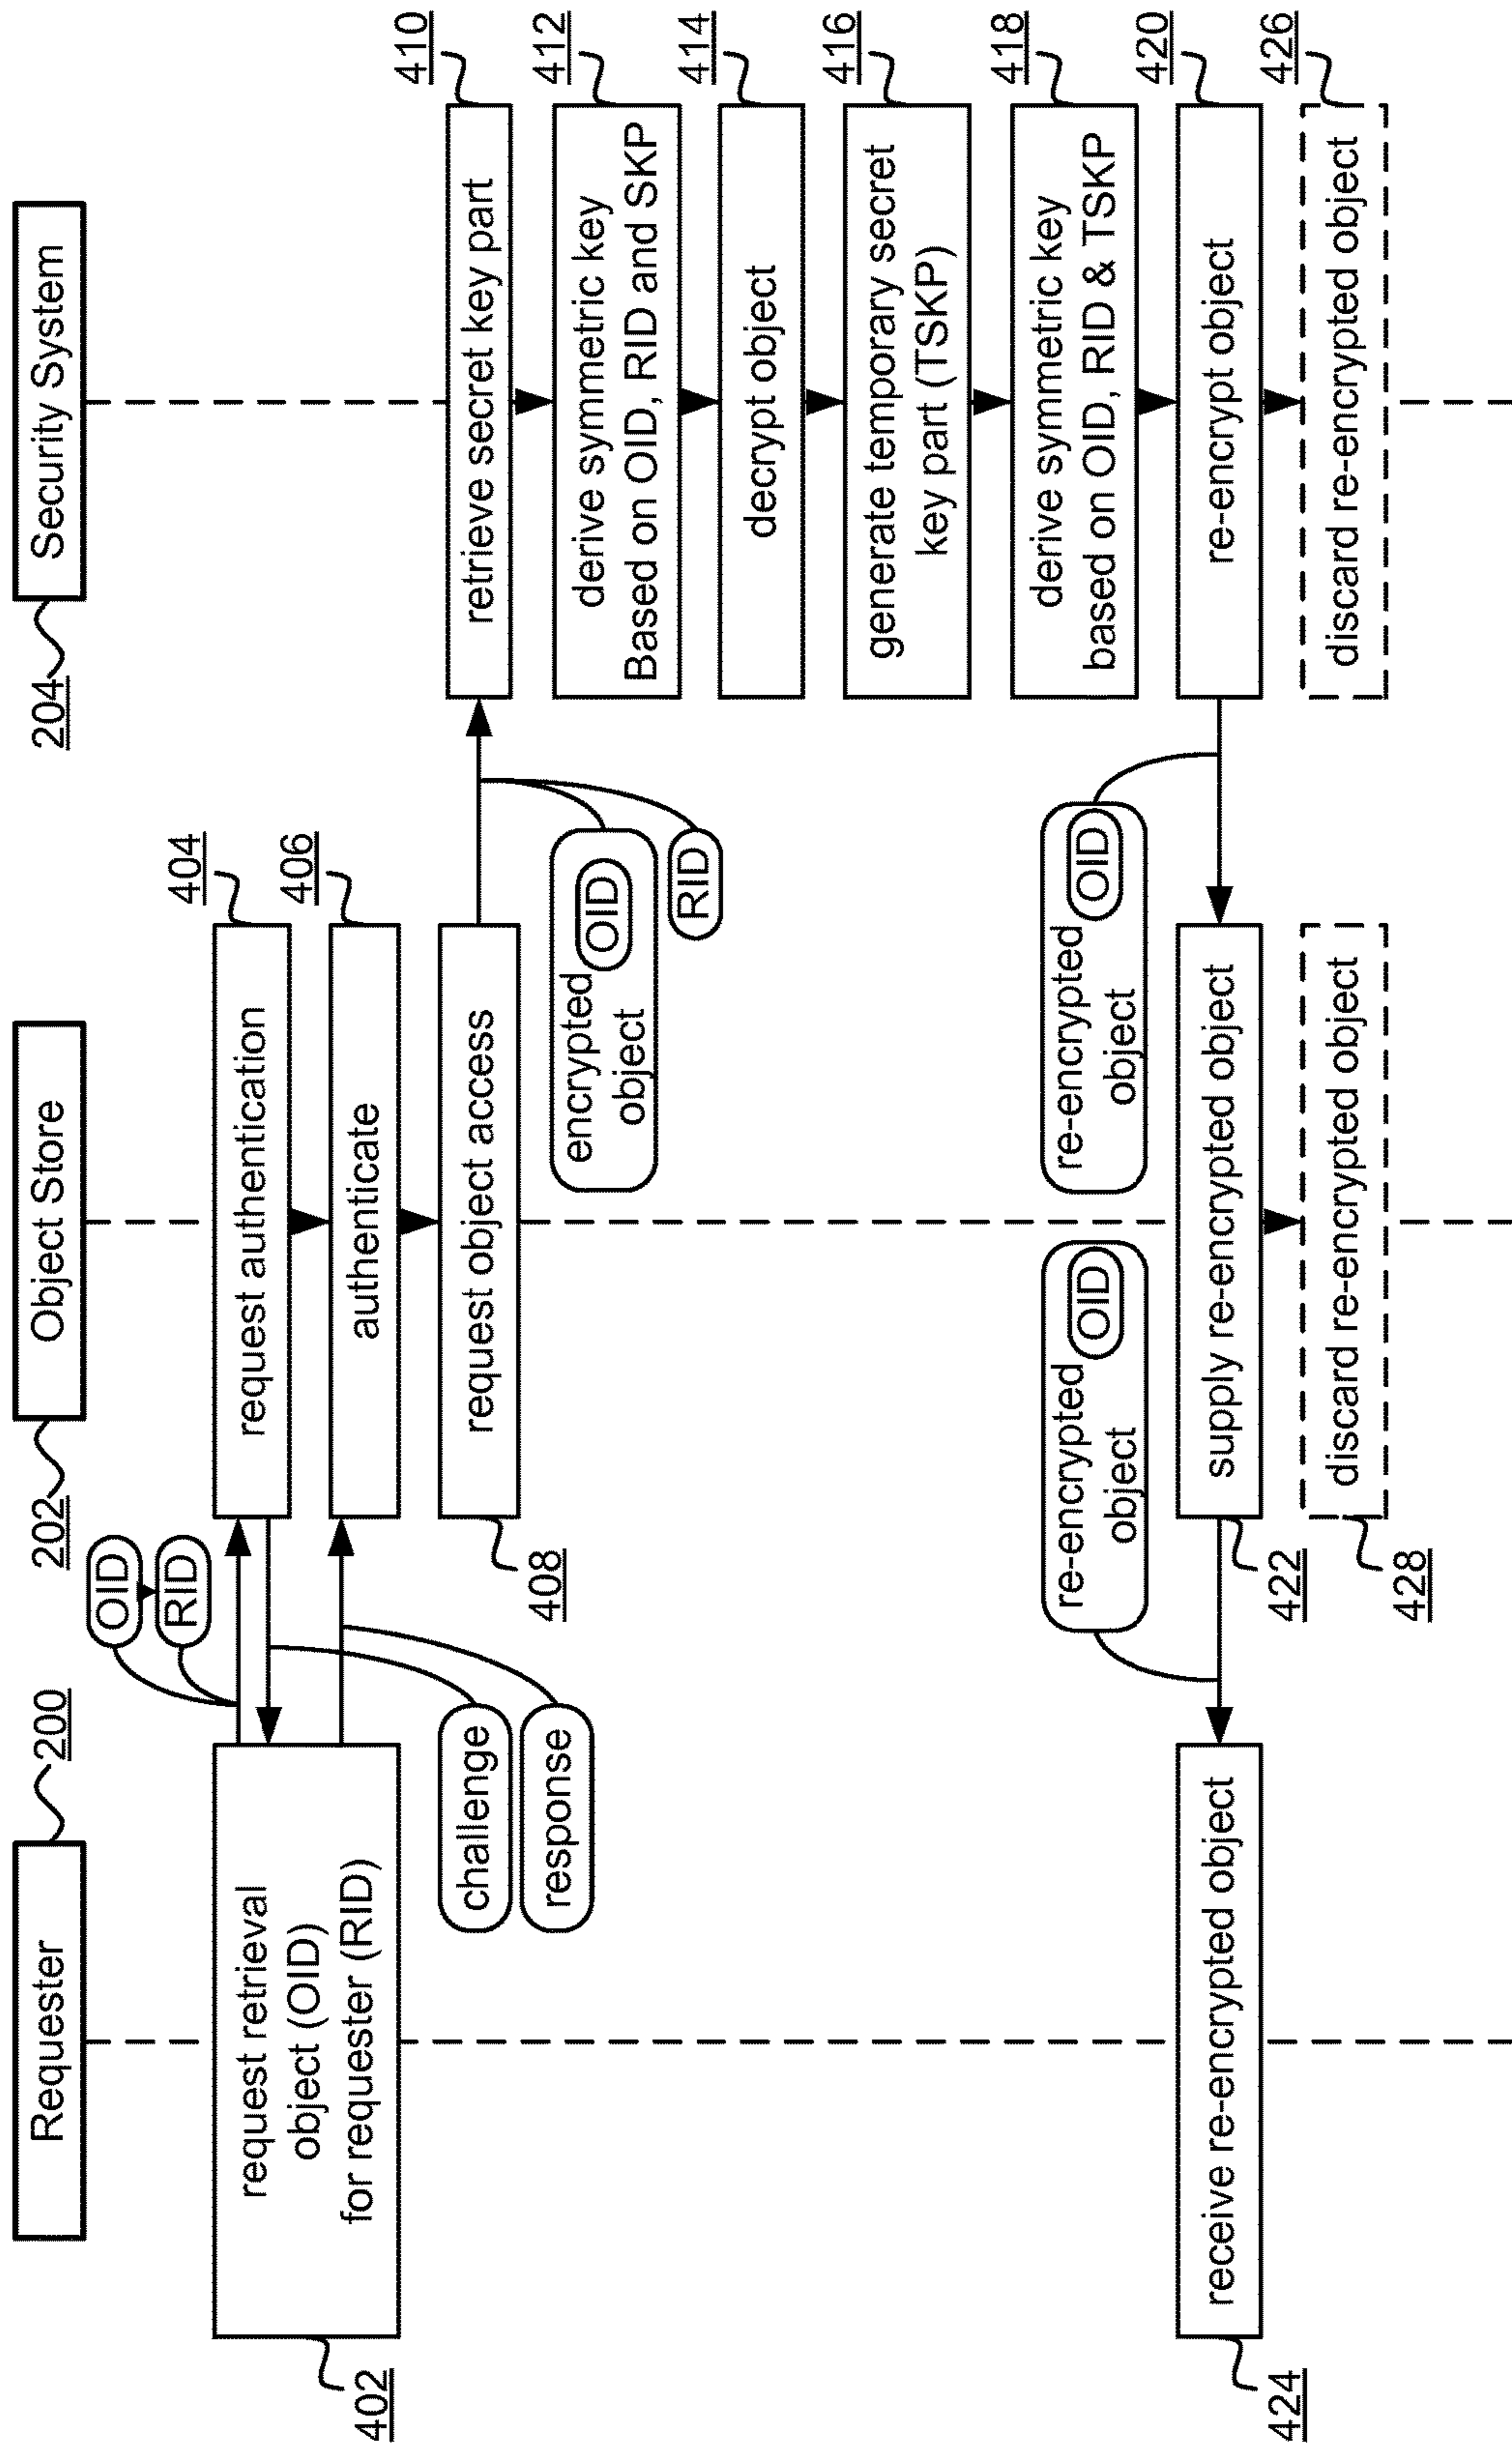 Requester
200
Object Store
202
Security System
204
OID
RID
request retrieval
object (OID)
for requester (RID)
402
request authentication
404
challenge
response
authenticate
406
request object access
408
encrypted
OID
object
RID
retrieve secret key part
410
derive symmetric key
Based on OID, RID and SKP
412
decrypt object
414
generate temporary secret
key part (TSKP)
416
derive symmetric key
based on OID, RID & TSKP
418
re-encrypt object
420
re-encrypted
OID
object
re-encrypted
OID
object
supply re-encrypted object
422
receive re-encrypted object
424
discard re-encrypted object
426
discard re-encrypted object
428